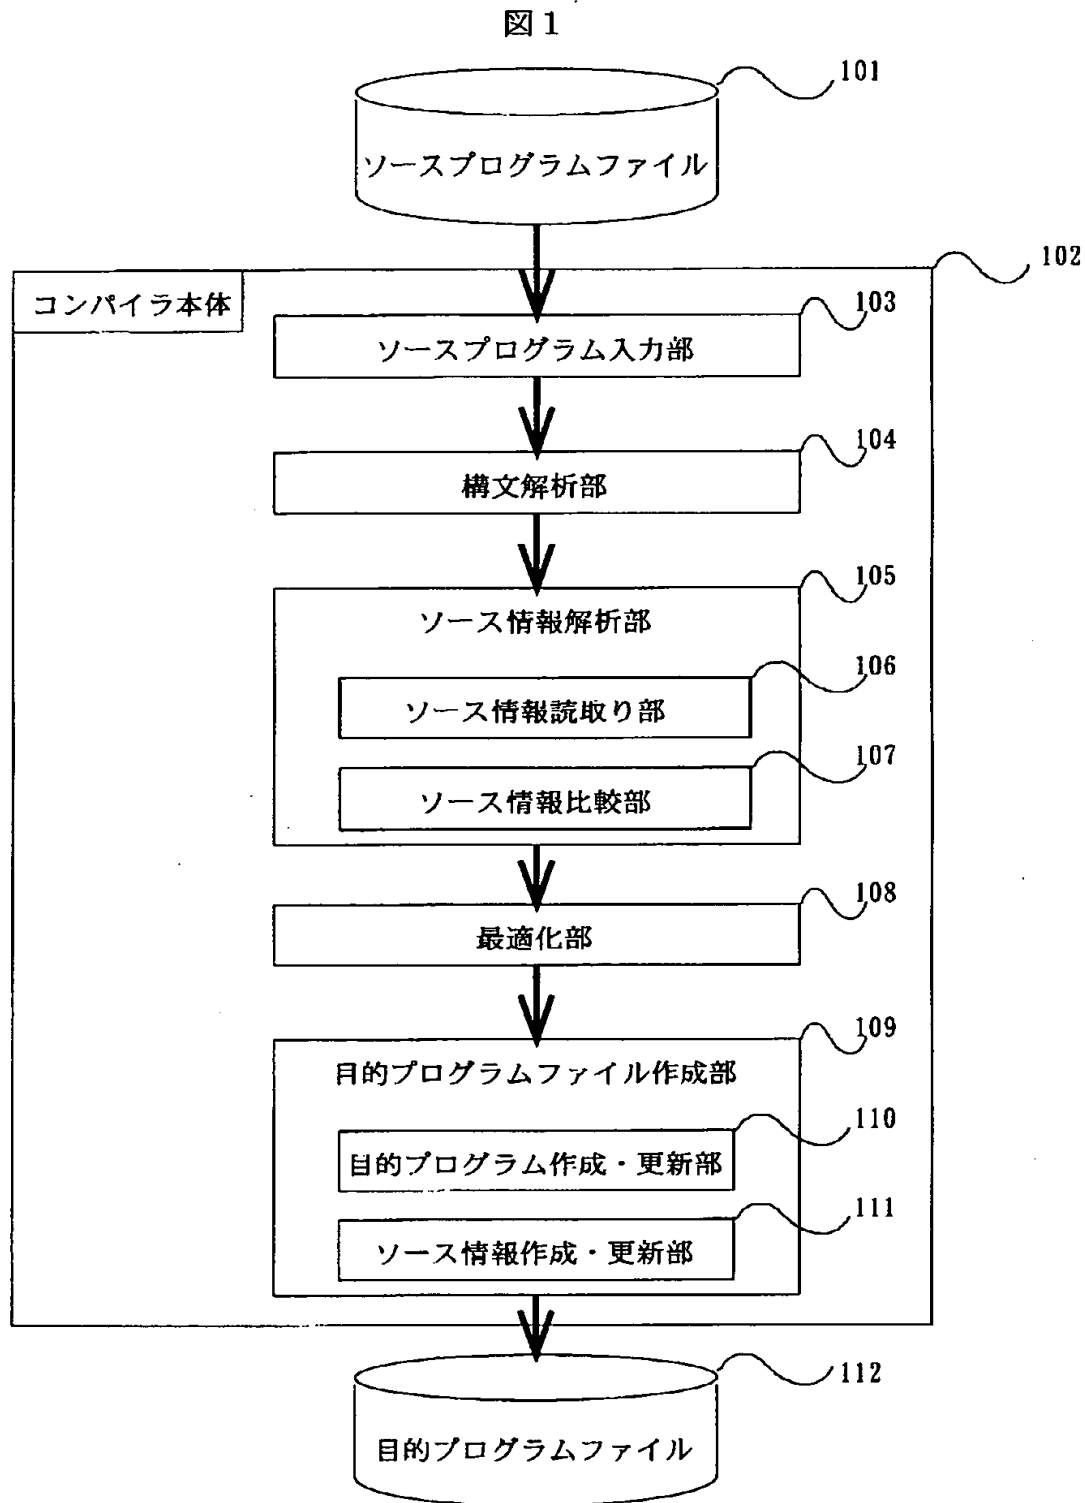 図1
101
ソースプログラムファイル
102
コンパイラ本体
103
ソースプログラム入力部
104
構文解析部
105
ソース情報解析部
106
ソース情報読取り部
107
ソース情報比較部
108
最適化部
109
目的プログラムファイル作成部
110
目的プログラム作成・更新部
111
ソース情報作成・更新部
112
目的プログラムファイル